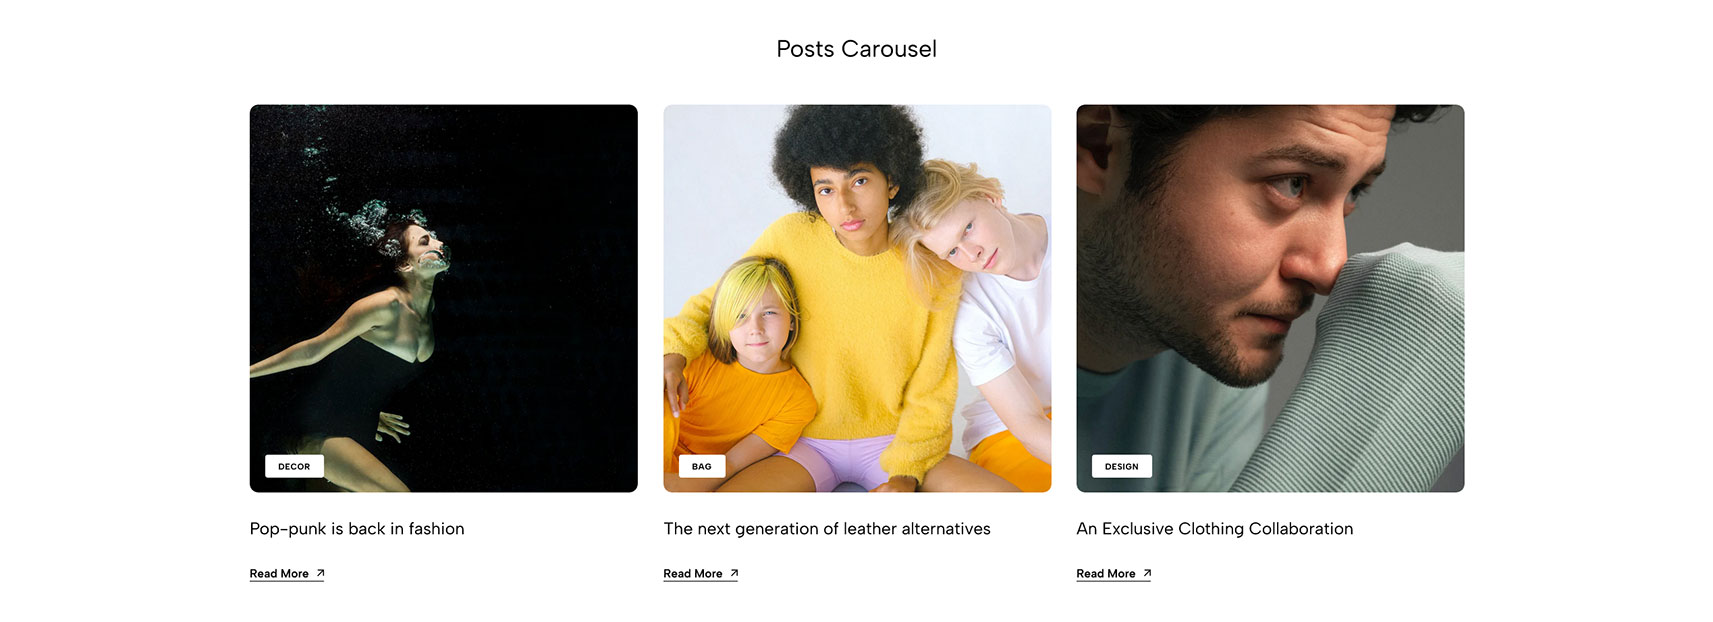 Posts Carousel
DECOR
BAG
DESIGN
Pop-punk is back in fashion
The next generation of leather alternatives
An Exclusive Clothing Collaboration
Read More
Read More
Read More